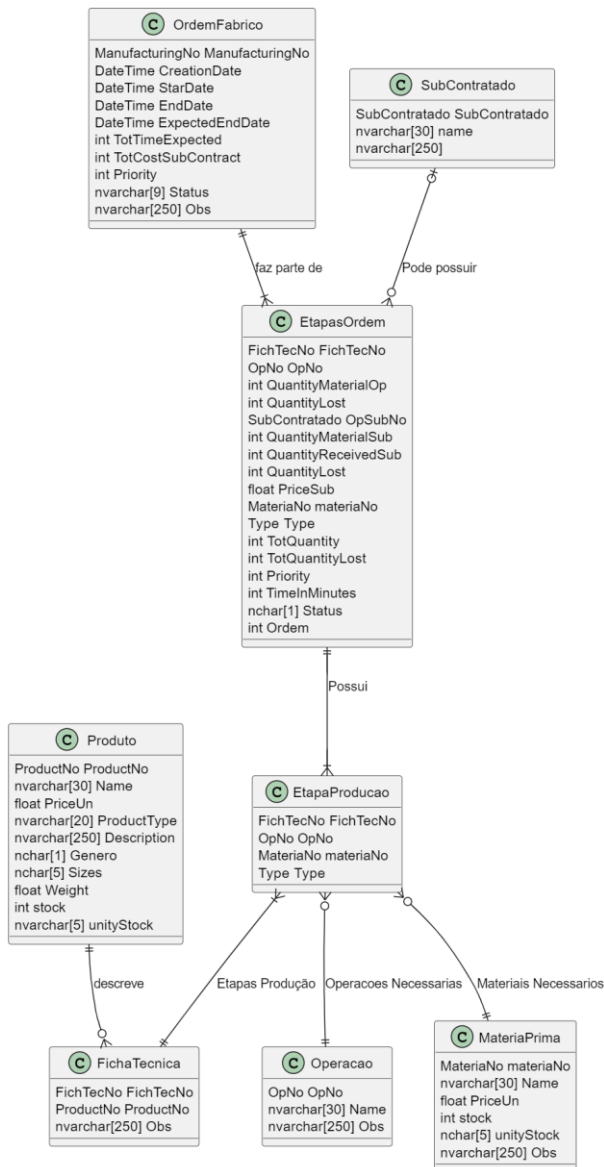 C OrdemFabrico
ManufacturingNo ManufacturingNo
DateTime CreationDate
DateTime StarDate
DateTime EndDate
DateTime ExpectedEndDate
int TotTimeExpected
int TotCostSubContract
int Priority
nvarchar[9] Status
nvarchar[250] Obs
C SubContratado
SubContratado SubContratado
nvarchar[30] name
nvarchar[250]
faz parte de
Pode possuir
C EtapasOrdem
FichTecNo FichTecNo
OpNo OpNo
int QuantityMaterialOp
int QuantityLost
SubContratado OpSubNo
int QuantityMaterialSub
int QuantityReceivedSub
int QuantityLost
float PriceSub
MateriaNo materiaNo
Type Type
int TotQuantity
int TotQuantityLost
int Priority
int TimeInMinutes
nchar[1] Status
int Ordem
Possui
C Produto
ProductNo ProductNo
nvarchar[30] Name
float PriceUn
nvarchar[20] ProductType
nvarchar[250] Description
nchar[1] Genero
nchar[5] Sizes
float Weight
int stock
nvarchar[5] unityStock
C EtapaProducao
FichTecNo FichTecNo
OpNo OpNo
MateriaNo materiaNo
Type Type
descreve
Etapas Produção
Operacoes Necessarias
Materiais Necessarios
C FichaTecnica
FichTecNo FichTecNo
ProductNo ProductNo
nvarchar[250] Obs
C Operacao
OpNo OpNo
nvarchar[30] Name
nvarchar[250] Obs
C MateriaPrima
MateriaNo materiaNo
nvarchar[30] Name
float PriceUn
int stock
nchar[5] unityStock
nvarchar[250] Obs